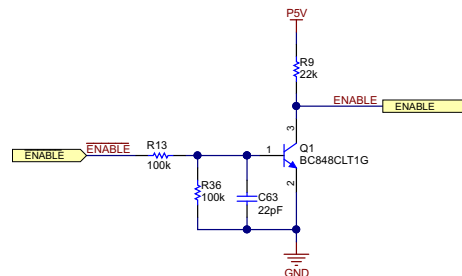 P5V
R9
22k
ENABLE
ENABLE
3
Q1
BC848CLT1G
1
2
ENABLE
ENABLE
R13
100k
R36
100k
C63
22pF
GND